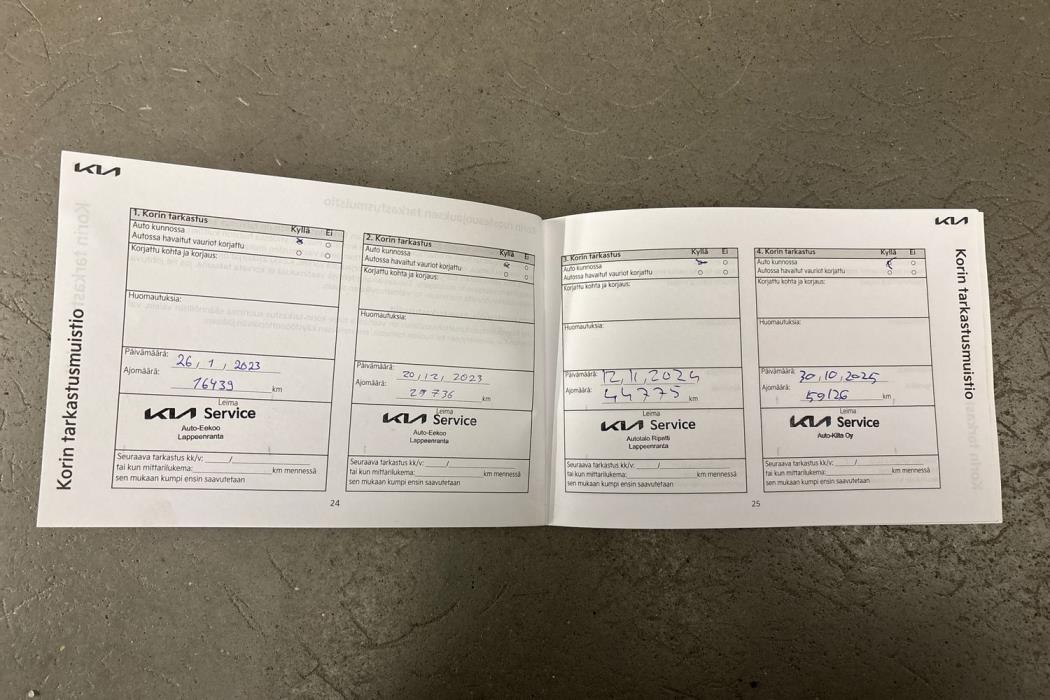 KIA
Korin tarkastusmuistio
1. Korin tarkastus
Kyllä Ei
Auto kunnossa
Autossa havaitut vauriot korjattu
Korjattu kohta ja korjaus:
Huomautuksia:
Päivämäärä: 26, 1, 2023
Ajomäärä: 16439 km
Leima
KIA Service
Auto-Eekoo
Lappeenranta
Seuraava tarkastus kk/v: /
tai kun mittarilukema: km mennessä
sen mukaan kumpi ensin saavutetaan
2. Korin tarkastus
Kyllä Ei
Auto kunnossa
Autossa havaitut vauriot korjattu
Korjattu kohta ja korjaus:
Huomautuksia:
Päivämäärä: 20, 12, 2023
Ajomäärä: 29736 km
Leima
KIA Service
Auto-Eekoo
Lappeenranta
Seuraava tarkastus kk/v: /
tai kun mittarilukema: km mennessä
sen mukaan kumpi ensin saavutetaan
24
KIA
Korin tarkastusmuistio
3. Korin tarkastus
Kyllä Ei
Auto kunnossa
Autossa havaitut vauriot korjattu
Korjattu kohta ja korjaus:
Huomautuksia:
Päivämäärä: 12, 11, 2024
Ajomäärä: 44775 km
Leima
KIA Service
Autotalo Ripatti
Lappeenranta
Seuraava tarkastus kk/v: /
tai kun mittarilukema: km mennessä
sen mukaan kumpi ensin saavutetaan
4. Korin tarkastus
Kyllä Ei
Auto kunnossa
Autossa havaitut vauriot korjattu
Korjattu kohta ja korjaus:
Huomautuksia:
Päivämäärä: 30, 10, 2025
Ajomäärä: 59126 km
Leima
KIA Service
Auto-Kilta Oy
Seuraava tarkastus kk/v: /
tai kun mittarilukema: km mennessä
sen mukaan kumpi ensin saavutetaan
25